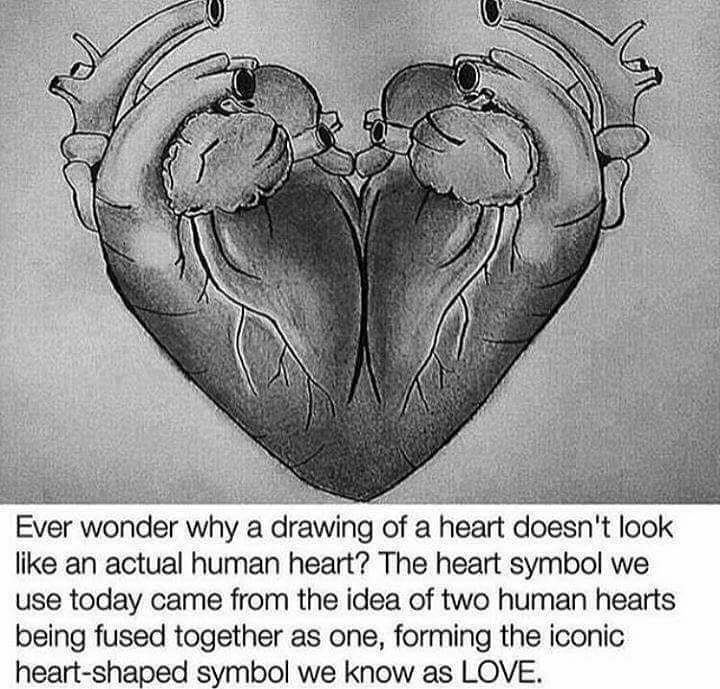 Ever wonder why a drawing of a heart doesn't look
like an actual human heart? The heart symbol we
use today came from the idea of two human hearts
being fused together as one, forming the iconic
heart-shaped symbol we know as LOVE.